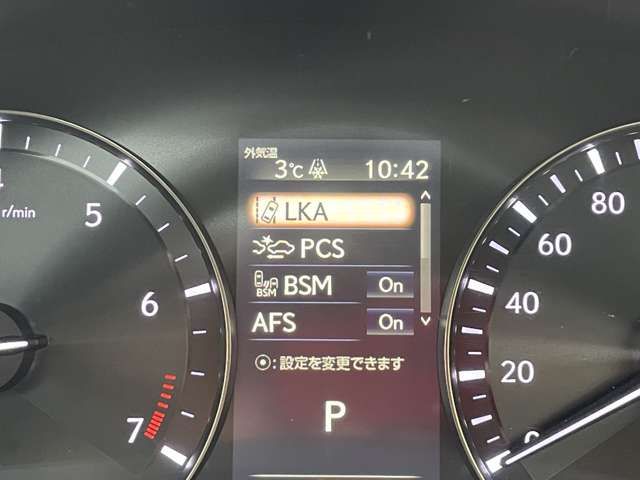 外気温
3℃ 10:42
LKA
PCS
BSM BSM On
AFS On
⦿:設定を変更できます
P
r/min
5
6
7
80
60
40
20
0